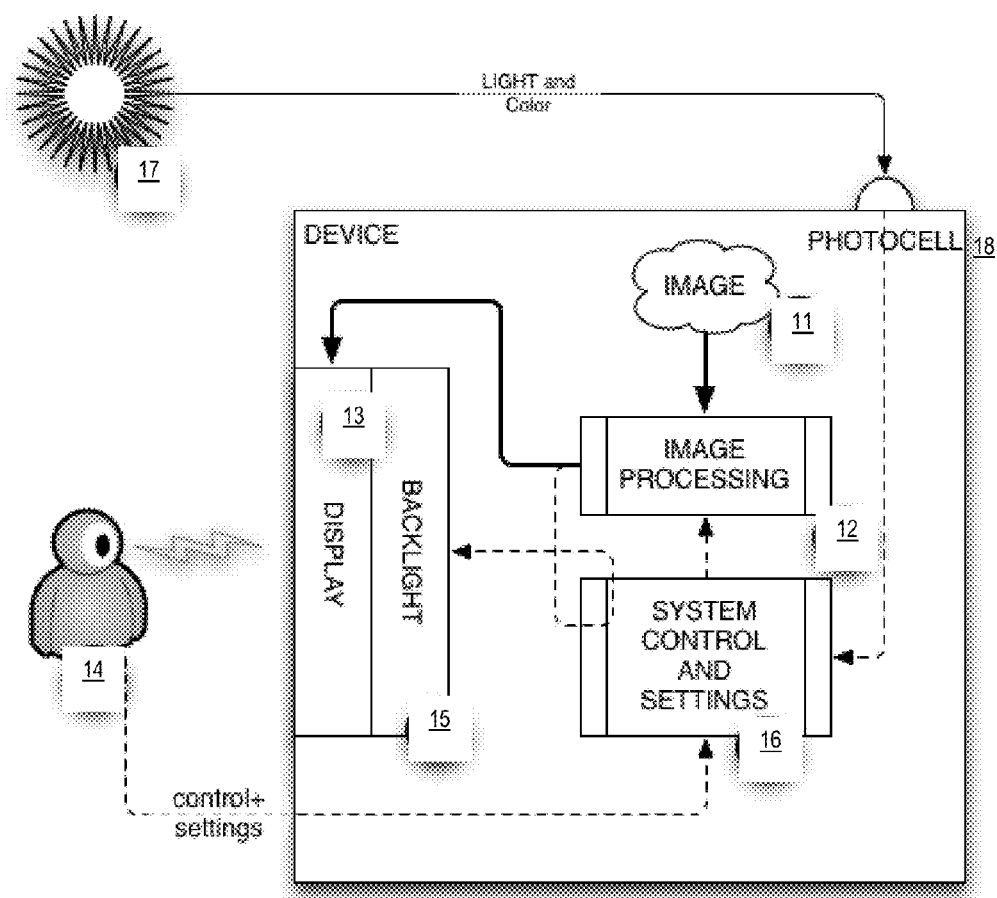 LIGHT and
Color
17
DEVICE
PHOTOCELL
18
IMAGE
11
13
IMAGE
PROCESSING
12
DISPLAY
BACKLIGHT
SYSTEM
CONTROL
AND
SETTINGS
14
15
16
control+
settings